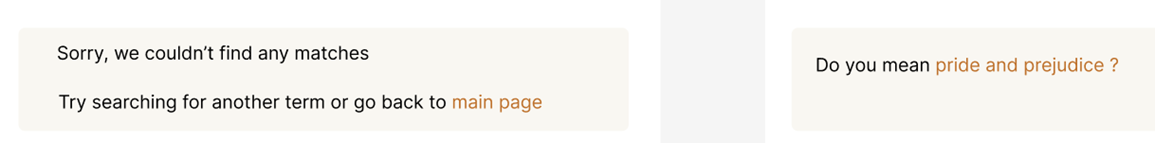 Sorry, we couldn’t find any matches
Try searching for another term or go back to main page
Do you mean pride and prejudice ?